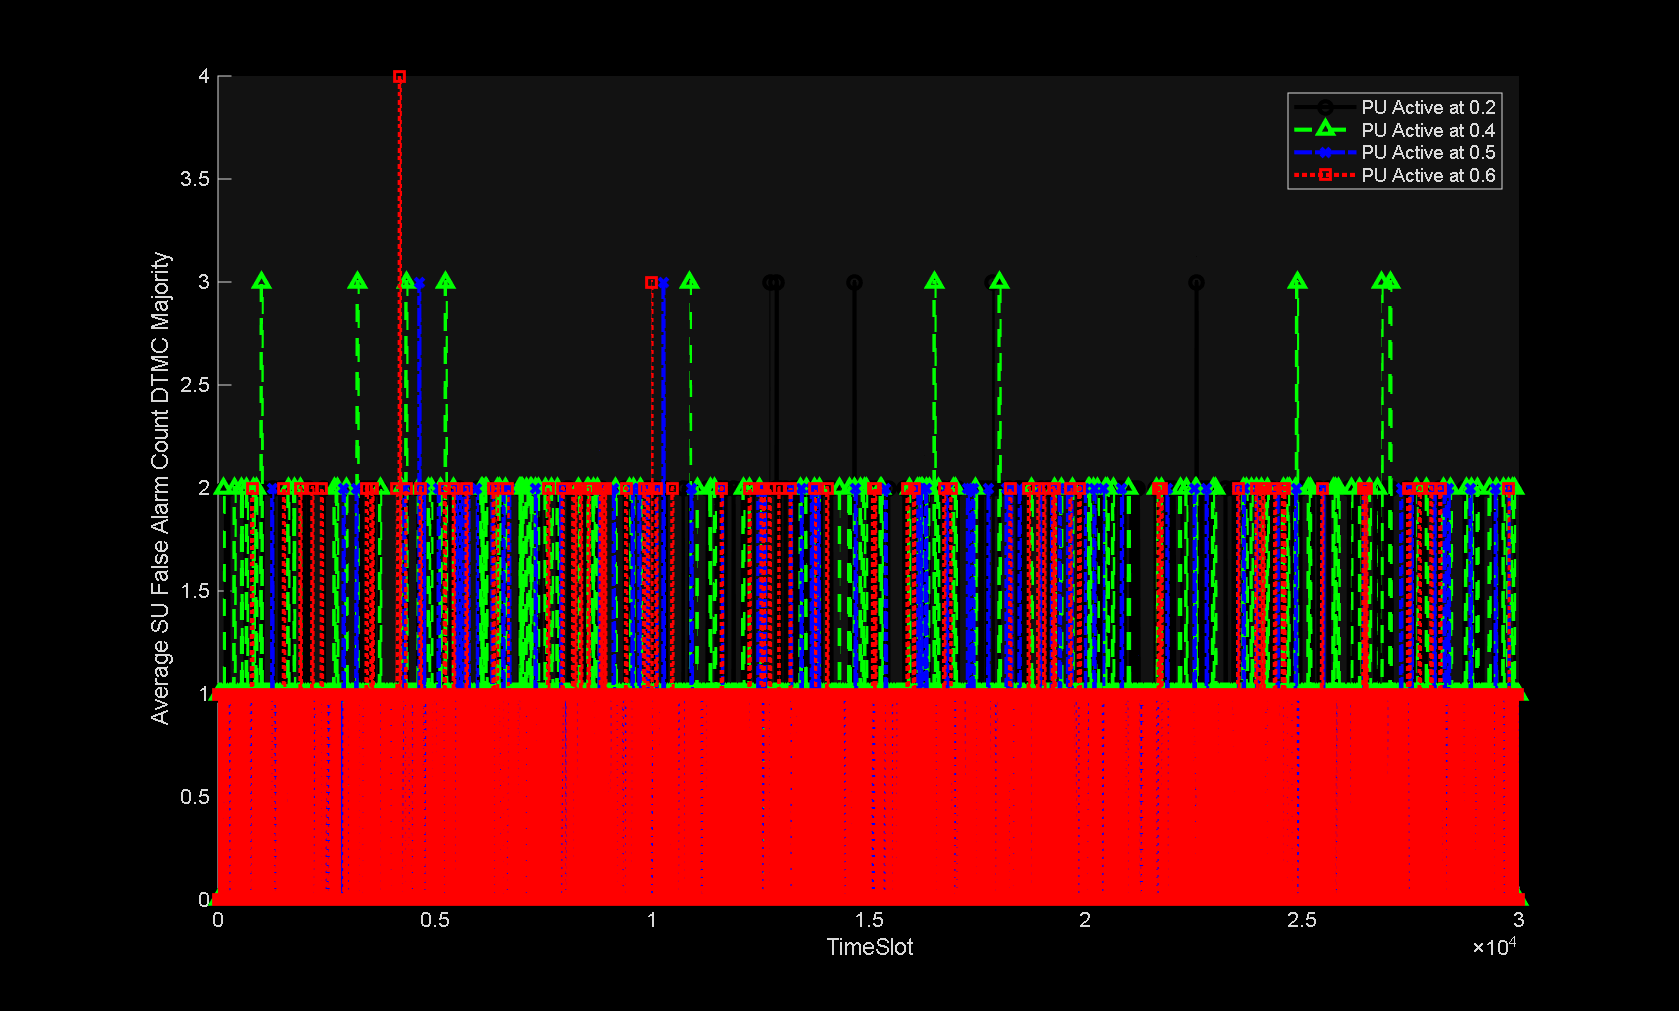 4
3.5
3
2.5
2
1.5
1
0.5
0
Average SU False Alarm Count DTMC Majority
PU Active at 0.2
PU Active at 0.4
PU Active at 0.5
PU Active at 0.6
0 0.5 1 1.5 2 2.5 3
TimeSlot
×10⁴